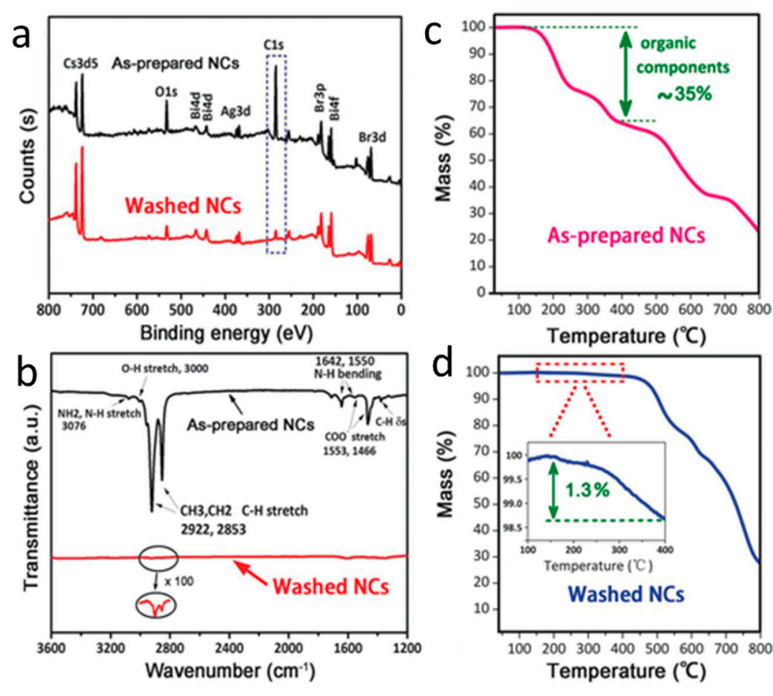 a
Cs3d5
As-prepared NCs
O1s
Bi4d
Bi4d
Ag3d
C1s
Br3p
Bi4f
Br3d
Washed NCs
Counts (s)
800 700 600 500 400 300 200 100 0
Binding energy (eV)
c
organic
components
~35%
As-prepared NCs
Mass (%)
100
90
80
70
60
50
40
30
20
10
0
100 200 300 400 500 600 700 800
Temperature (℃)
b
O-H stretch, 3000
NH2, N-H stretch
3076
As-prepared NCs
1642, 1550
N-H bending
COO⁻ stretch
1553, 1466
C-H δs
CH3,CH2 C-H stretch
2922, 2853
x 100
Washed NCs
Transmittance (a.u.)
3600 3200 2800 2400 2000 1600 1200
Wavenumber (cm⁻¹)
d
100
90
80
70
60
50
40
30
20
10
Mass (%)
100
99.5
99.0
98.5
1.3%
100 200 300 400
Temperature (℃)
Washed NCs
100 200 300 400 500 600 700 800
Temperature (℃)